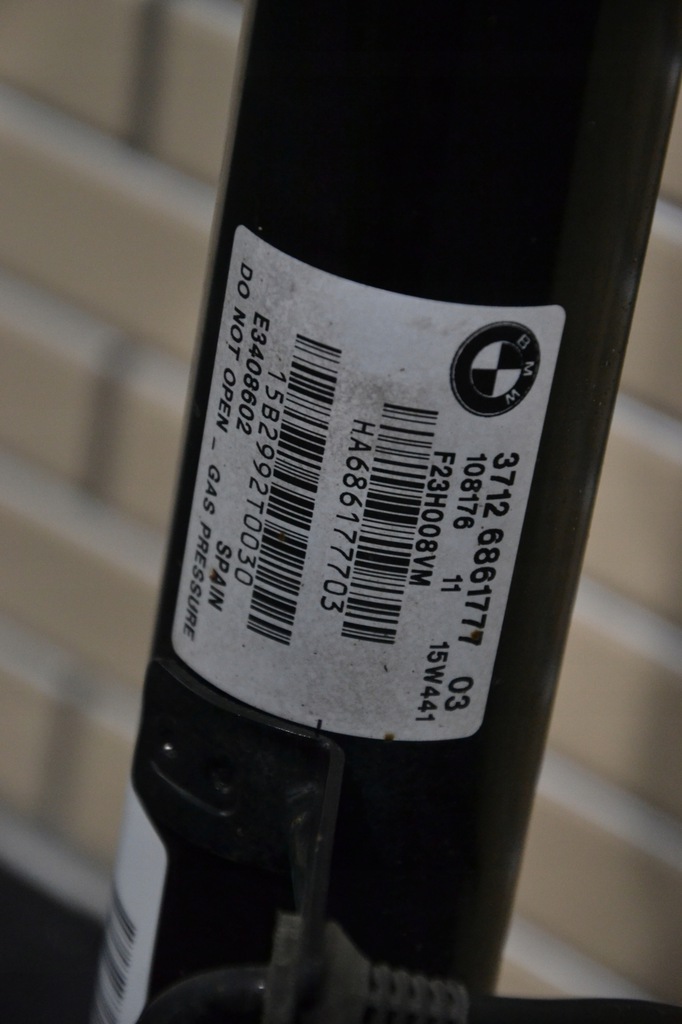 BMW
3712 6861777 03
108176 11 15W441
F23H008VM
HA686177703
15B2992T0030
E3408602 SPAIN
DO NOT OPEN - GAS PRESSURE